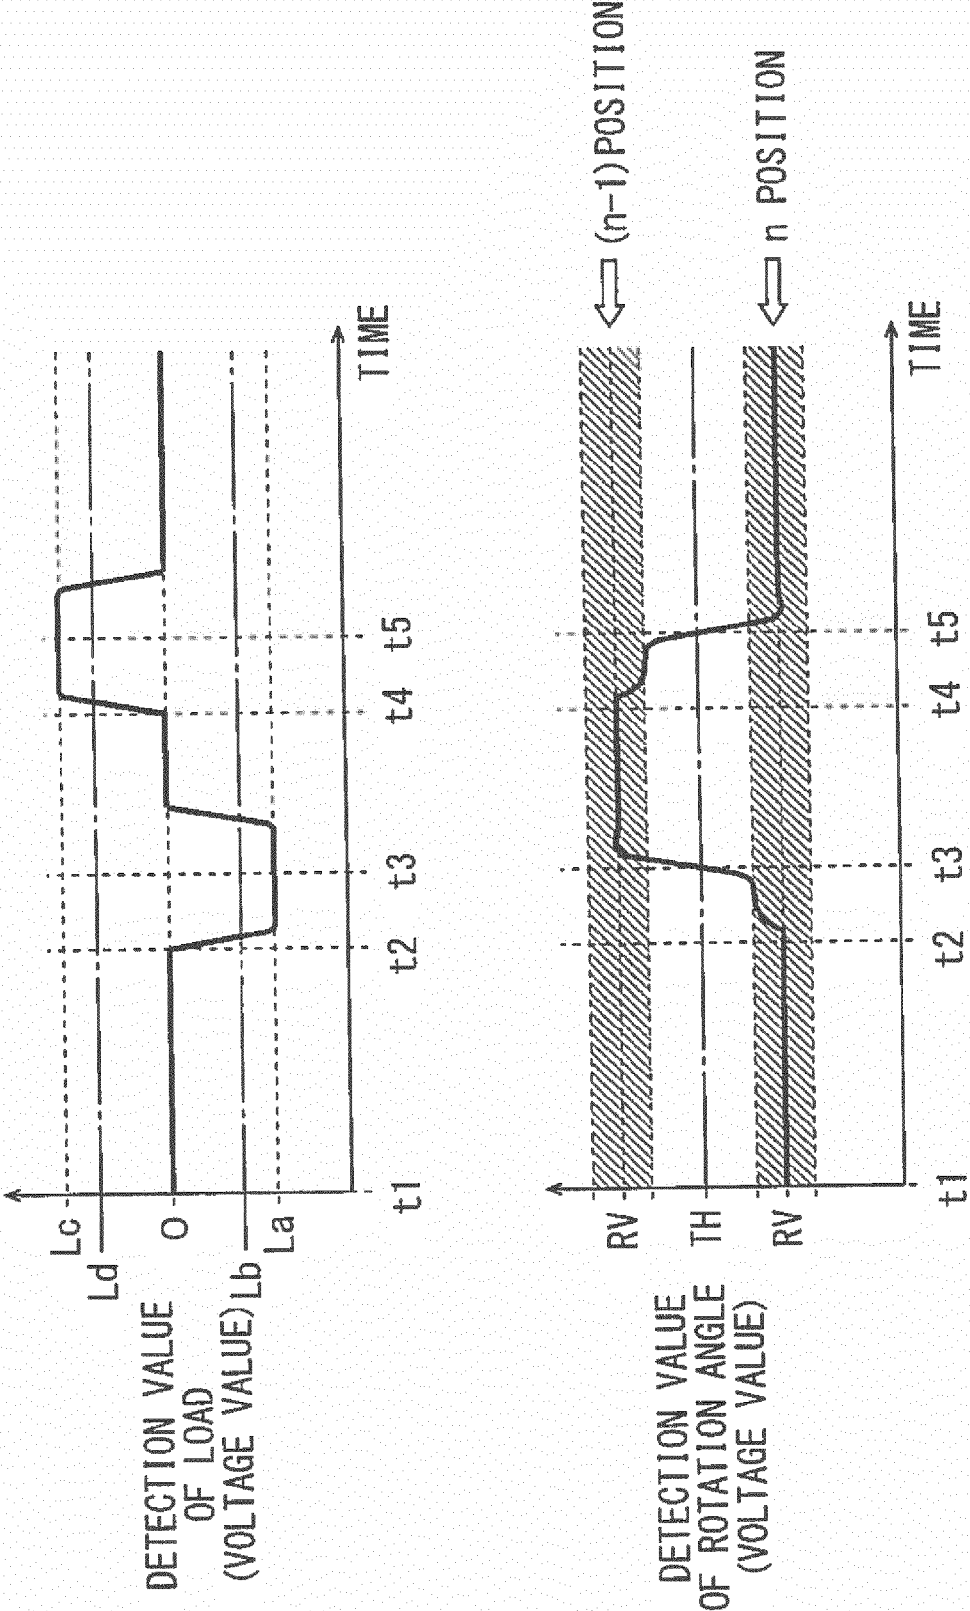 DETECTION VALUE
OF LOAD
(VOLTAGE VALUE)
Lc
Ld
0
Lb
La
t1
t2
t3
t4
t5
TIME
DETECTION VALUE
OF ROTATION ANGLE
(VOLTAGE VALUE)
RV
TH
RV
t1
t2
t3
t4
t5
TIME
(n-1)POSITION
n POSITION